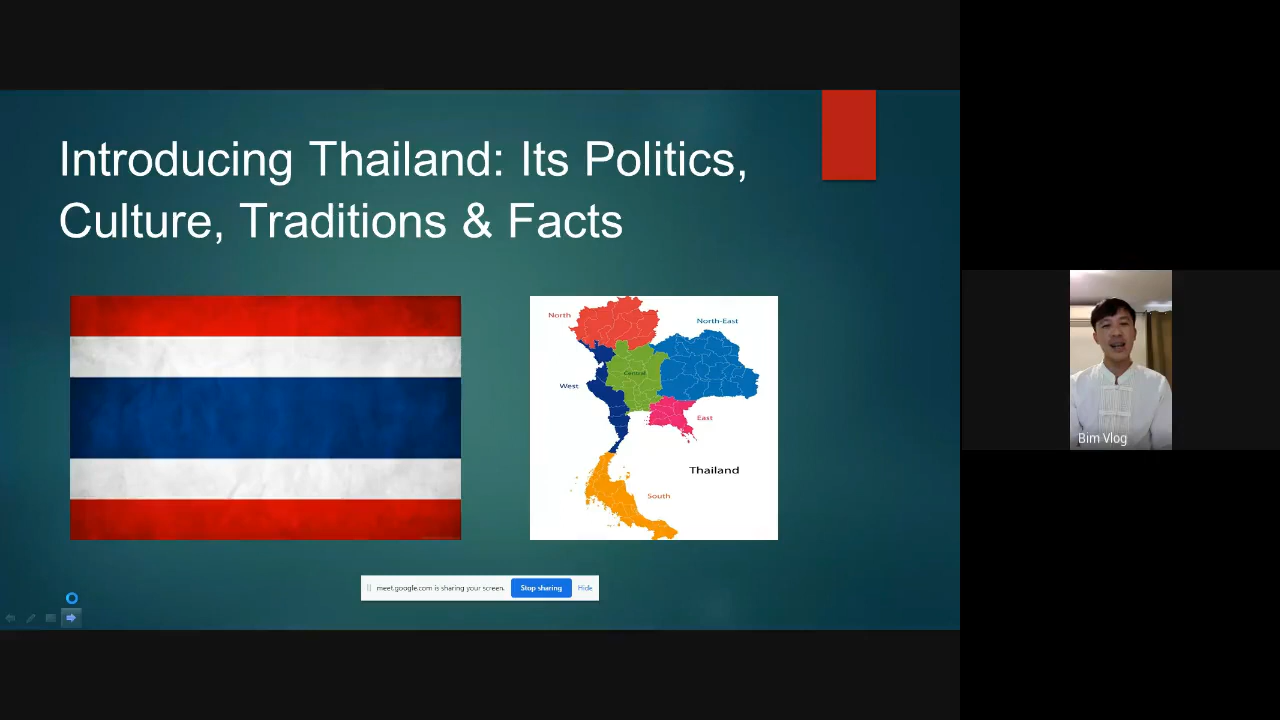 Introducing Thailand: Its Politics,
Culture, Traditions & Facts
North
North-East
Central
West
East
Thailand
South
meet.google.com is sharing your screen.
Stop sharing
Hide
Bim Vlog